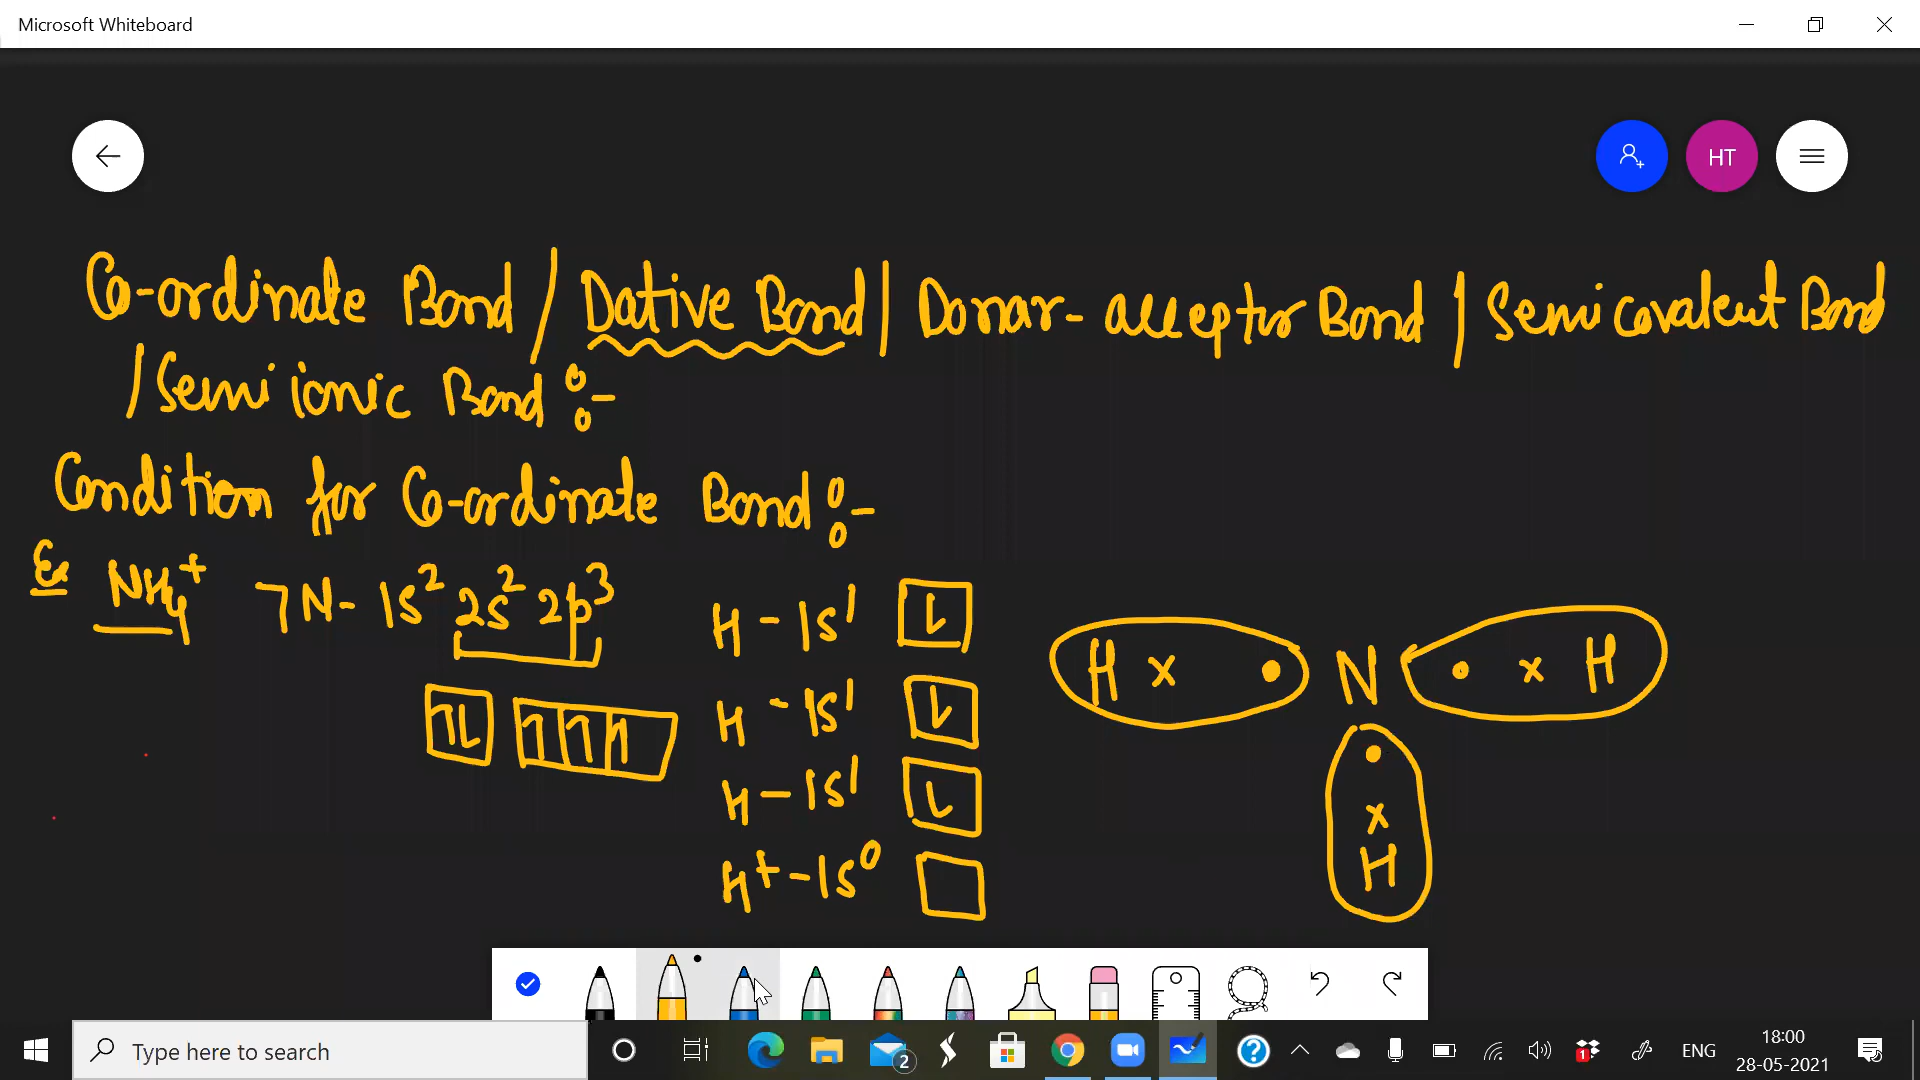 Microsoft Whiteboard
HT
Co-ordinate Bond / Dative Bond / Donar-acceptor Bond / Semicovalent Bond
/ Semi ionic Bond :-
Condition for Co-ordinate Bond :-
Ex NH₄⁺ 7N - 1s² 2s² 2p³
H - 1s¹
H - 1s¹
H - 1s¹
H⁺ - 1s⁰
H x • N • x H
•
x
H
Type here to search
2
1
ENG
18:00
28-05-2021